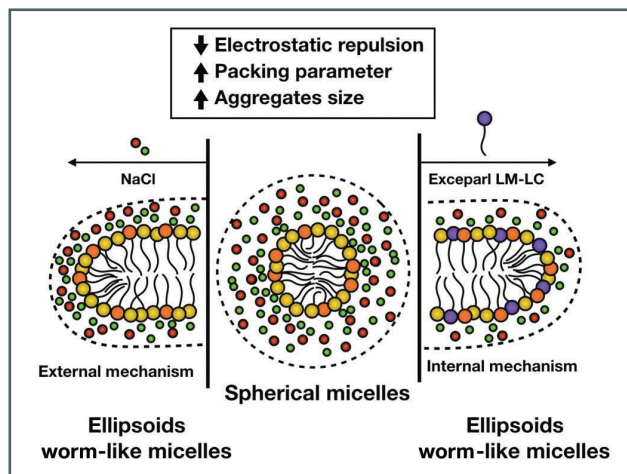 Electrostatic repulsion
Packing parameter
Aggregates size
NaCl
Exceparl LM-LC
External mechanism
Spherical micelles
Internal mechanism
Ellipsoids
worm-like micelles
Ellipsoids
worm-like micelles